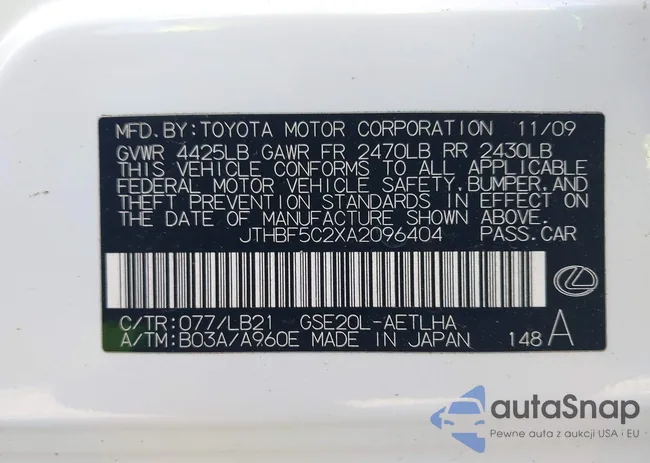 MFD.BY:TOYOTA MOTOR CORPORATION 11/09
GVWR 4425LB GAWR FR 2470LB RR 2430LB
THIS VEHICLE CONFORMS TO ALL APPLICABLE
FEDERAL MOTOR VEHICLE SAFETY,BUMPER,AND
THEFT PREVENTION STANDARDS IN EFFECT ON
THE DATE OF MANUFACTURE SHOWN ABOVE.
JTHBF5C2XA2096404 PASS.CAR
C/TR:077/LB21 GSE20L-AETLHA
A/TM:B03A/A960E MADE IN JAPAN 148 A
autaSnap
Pewne auta z aukcji USA i EU